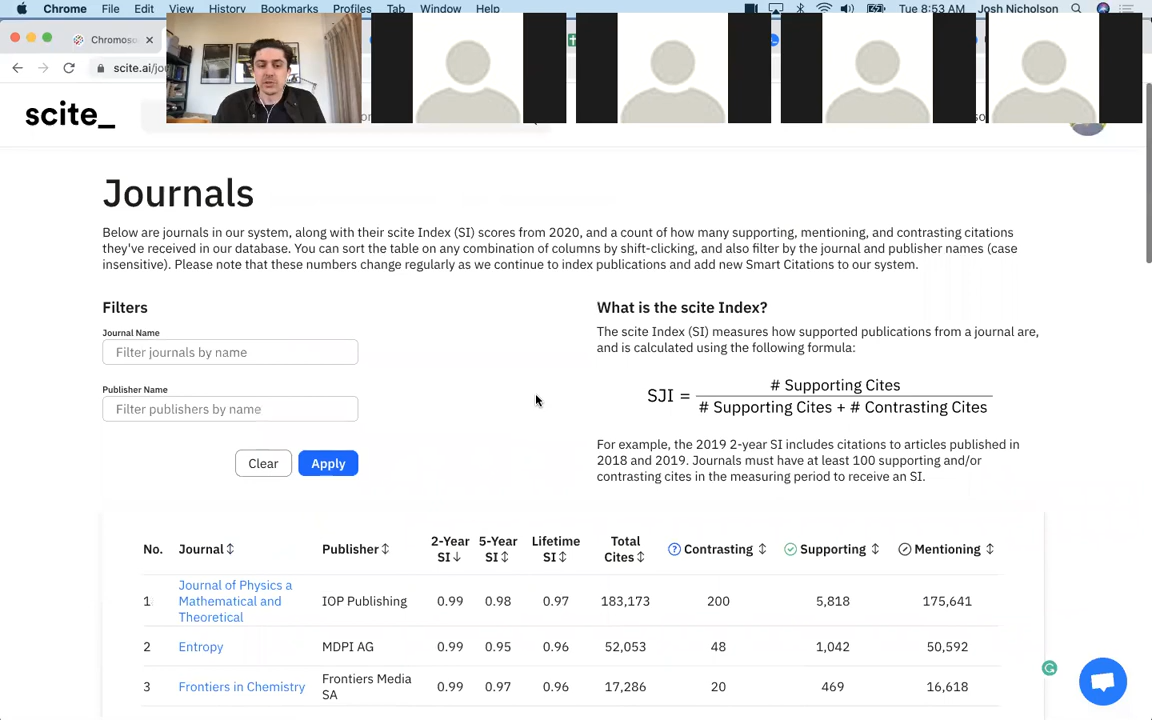 Chrome File Edit View History Bookmarks Profiles Tab Window Help Tue 8:53 AM Josh Nicholson
Chromoso
scite.ai/jou
scite_
Journals
Below are journals in our system, along with their scite Index (SI) scores from 2020, and a count of how many supporting, mentioning, and contrasting citations
they've received in our database. You can sort the table on any combination of columns by shift-clicking, and also filter by the journal and publisher names (case
insensitive). Please note that these numbers change regularly as we continue to index publications and add new Smart Citations to our system.
Filters
Journal Name
Filter journals by name
Publisher Name
Filter publishers by name
Clear
Apply
What is the scite Index?
The scite Index (SI) measures how supported publications from a journal are,
and is calculated using the following formula:
# Supporting Cites
SJI =
# Supporting Cites + # Contrasting Cites
For example, the 2019 2-year SI includes citations to articles published in
2018 and 2019. Journals must have at least 100 supporting and/or
contrasting cites in the measuring period to receive an SI.
No. Journal Publisher 2-Year SI 5-Year SI Lifetime SI Total Cites Contrasting Supporting Mentioning
1 Journal of Physics a Mathematical and Theoretical IOP Publishing 0.99 0.98 0.97 183,173 200 5,818 175,641
2 Entropy MDPI AG 0.99 0.95 0.96 52,053 48 1,042 50,592
3 Frontiers in Chemistry Frontiers Media SA 0.99 0.97 0.96 17,286 20 469 16,618